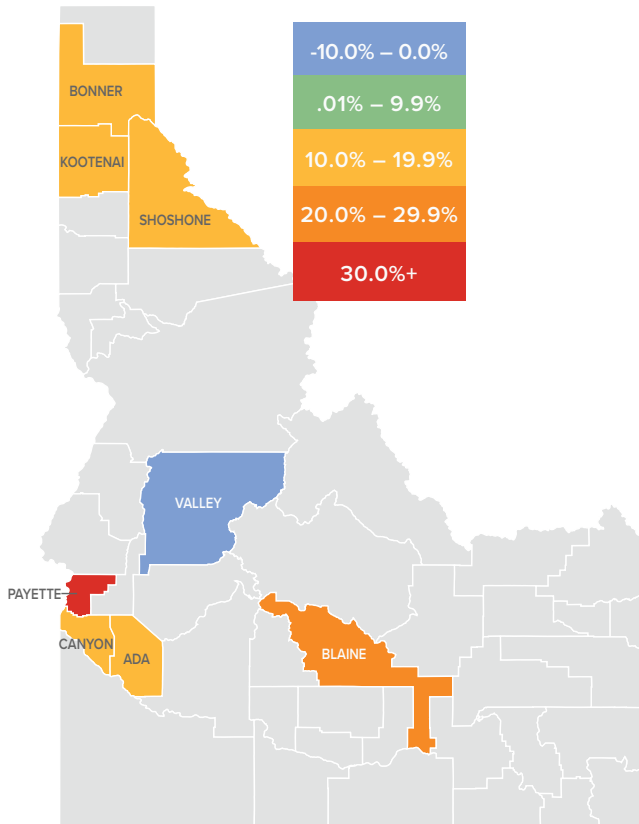 -10.0% – 0.0%
.01% – 9.9%
10.0% – 19.9%
20.0% – 29.9%
30.0%+
BONNER
KOOTENAI
SHOSHONE
VALLEY
PAYETTE
CANYON
ADA
BLAINE